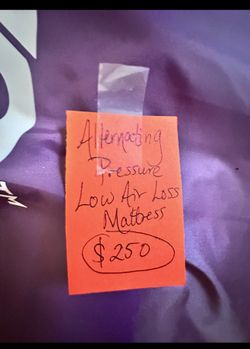 Alternating
Pressure
Low Air Loss
Mattress
$250